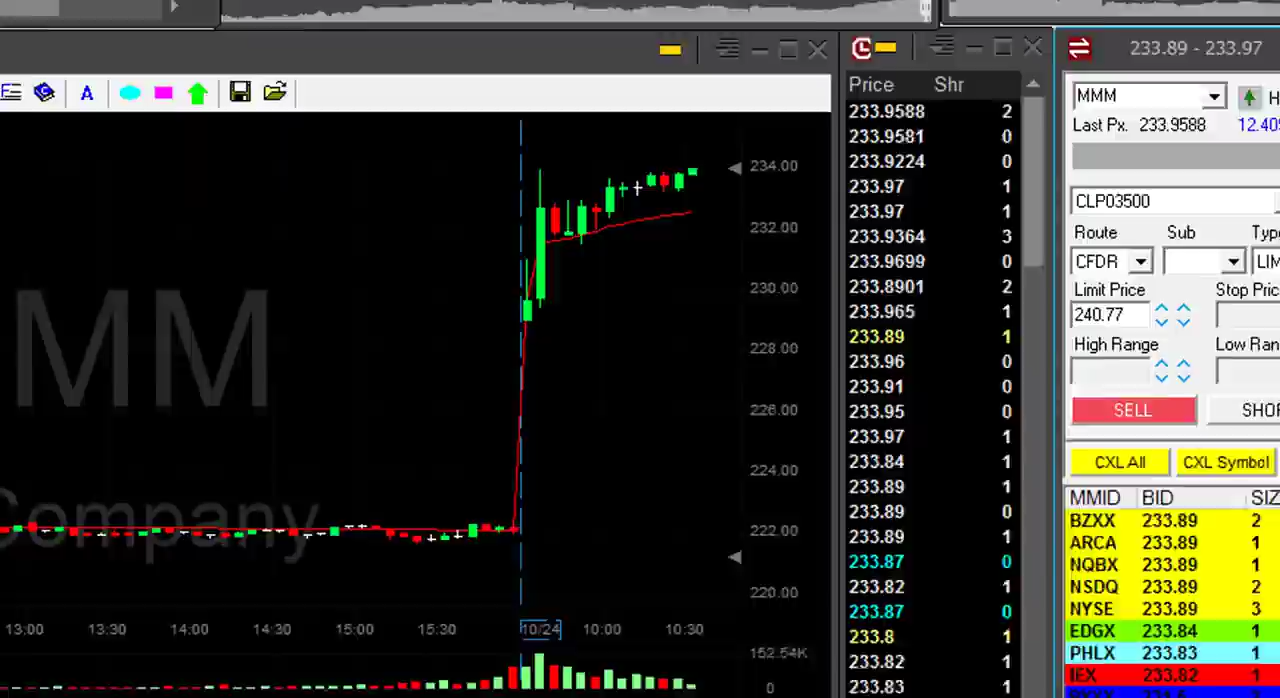 233.89 - 233.97
A
Price Shr
MMM
Last Px. 233.9588 12.40
CLP03500
Route Sub
CFDR LIM
Limit Price Stop Pric
240.77
High Range Low Ran
SELL SHOR
CXL All CXL Symbol
MMID BID SIZ
BZXX 233.89 2
ARCA 233.89 1
NQBX 233.89 1
NSDQ 233.89 2
NYSE 233.89 3
EDGX 233.84 1
PHLX 233.83 1
IEX 233.82 1
233.9588 2
233.9581 0
233.9224 0
233.97 1
233.97 1
233.9364 3
233.9699 0
233.8901 2
233.965 1
233.89 1
233.96 0
233.91 0
233.95 0
233.97 1
233.84 1
233.89 1
233.89 0
233.89 1
233.87 0
233.82 1
233.87 0
233.8 1
233.82 1
233.83 1
234.00
232.00
230.00
228.00
226.00
224.00
222.00
220.00
152.54K
0
MMM
Company
13:00 13:30 14:00 14:30 15:00 15:30 10/24 10:00 10:30